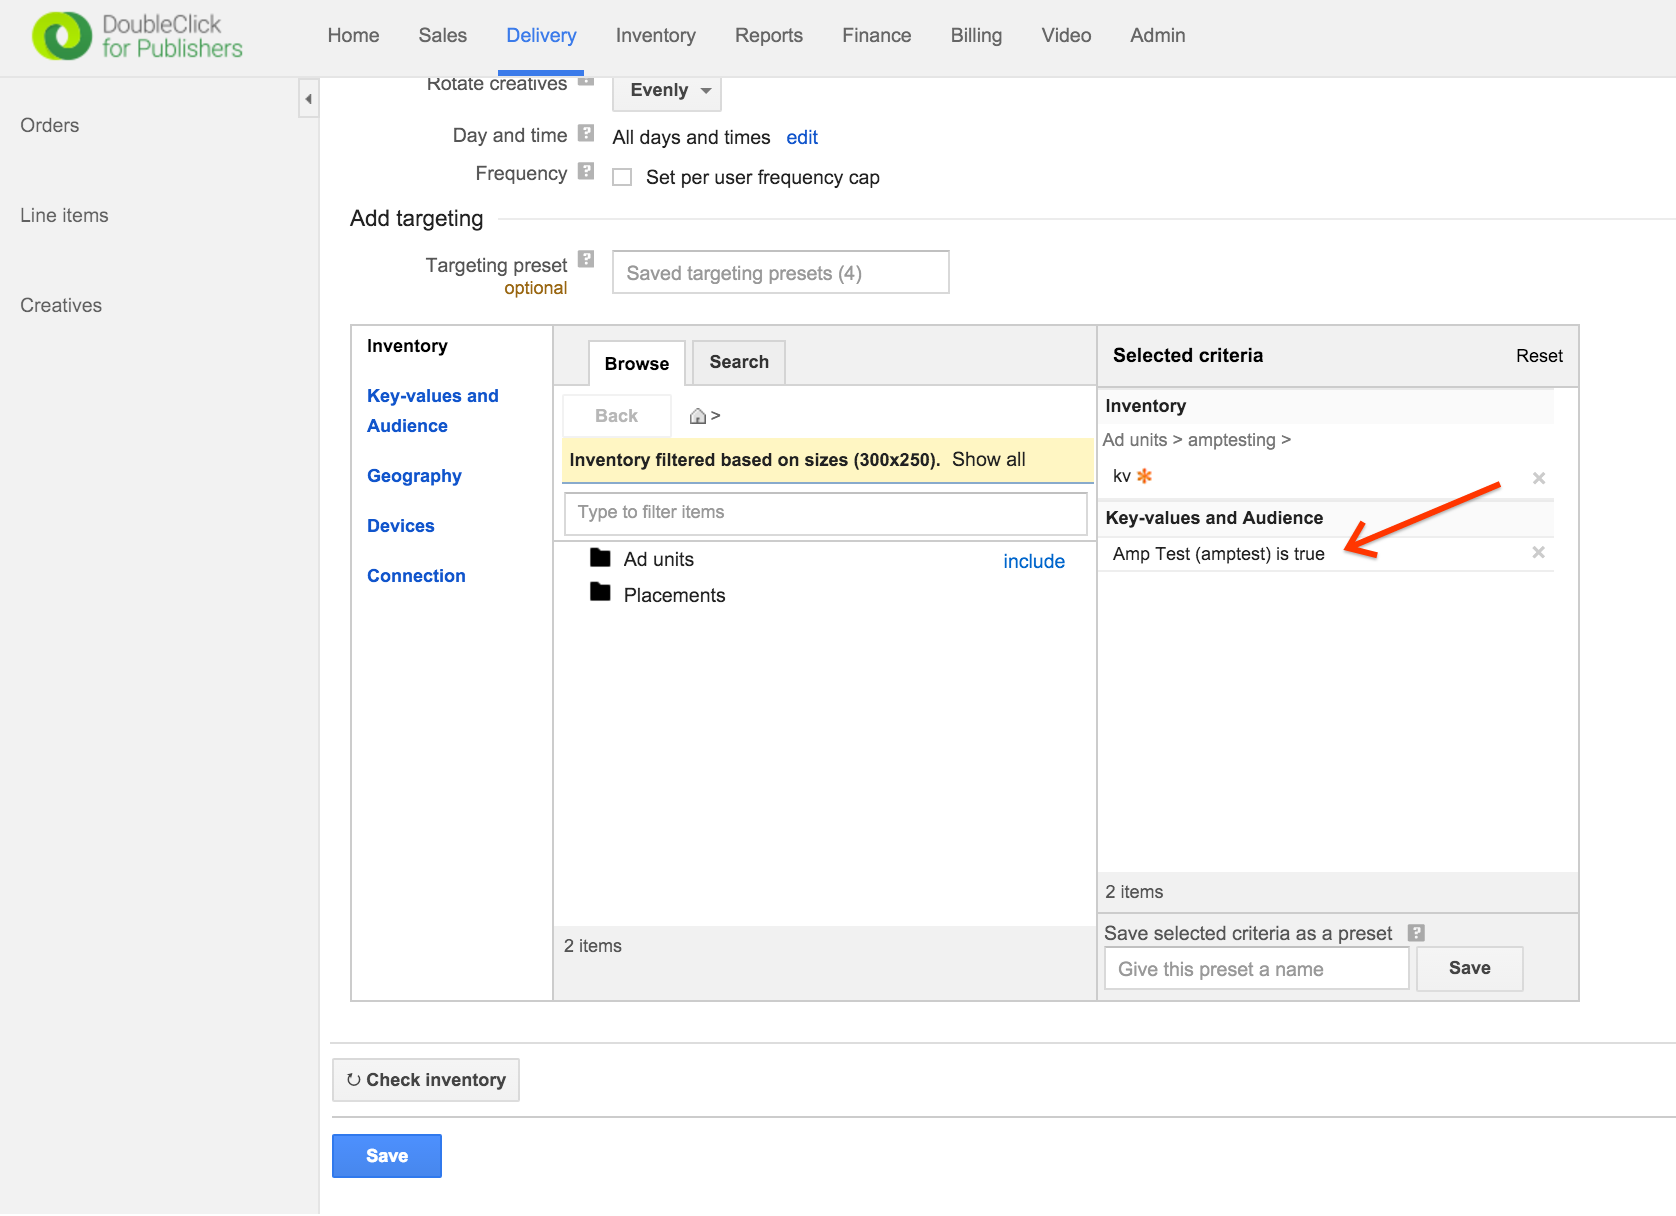 DoubleClick
for Publishers
Home Sales Delivery Inventory Reports Finance Billing Video Admin
Orders
Line items
Creatives
Rotate creatives ? Evenly
Day and time ? All days and times edit
Frequency ? Set per user frequency cap
Add targeting
Targeting preset ? Saved targeting presets (4)
optional
Inventory
Key-values and
Audience
Geography
Devices
Connection
Browse Search
Back >
Inventory filtered based on sizes (300x250). Show all
Type to filter items
Ad units include
Placements
2 items
Selected criteria Reset
Inventory
Ad units > amptesting >
kv
Key-values and Audience
Amp Test (amptest) is true
2 items
Save selected criteria as a preset ?
Give this preset a name Save
Check inventory
Save